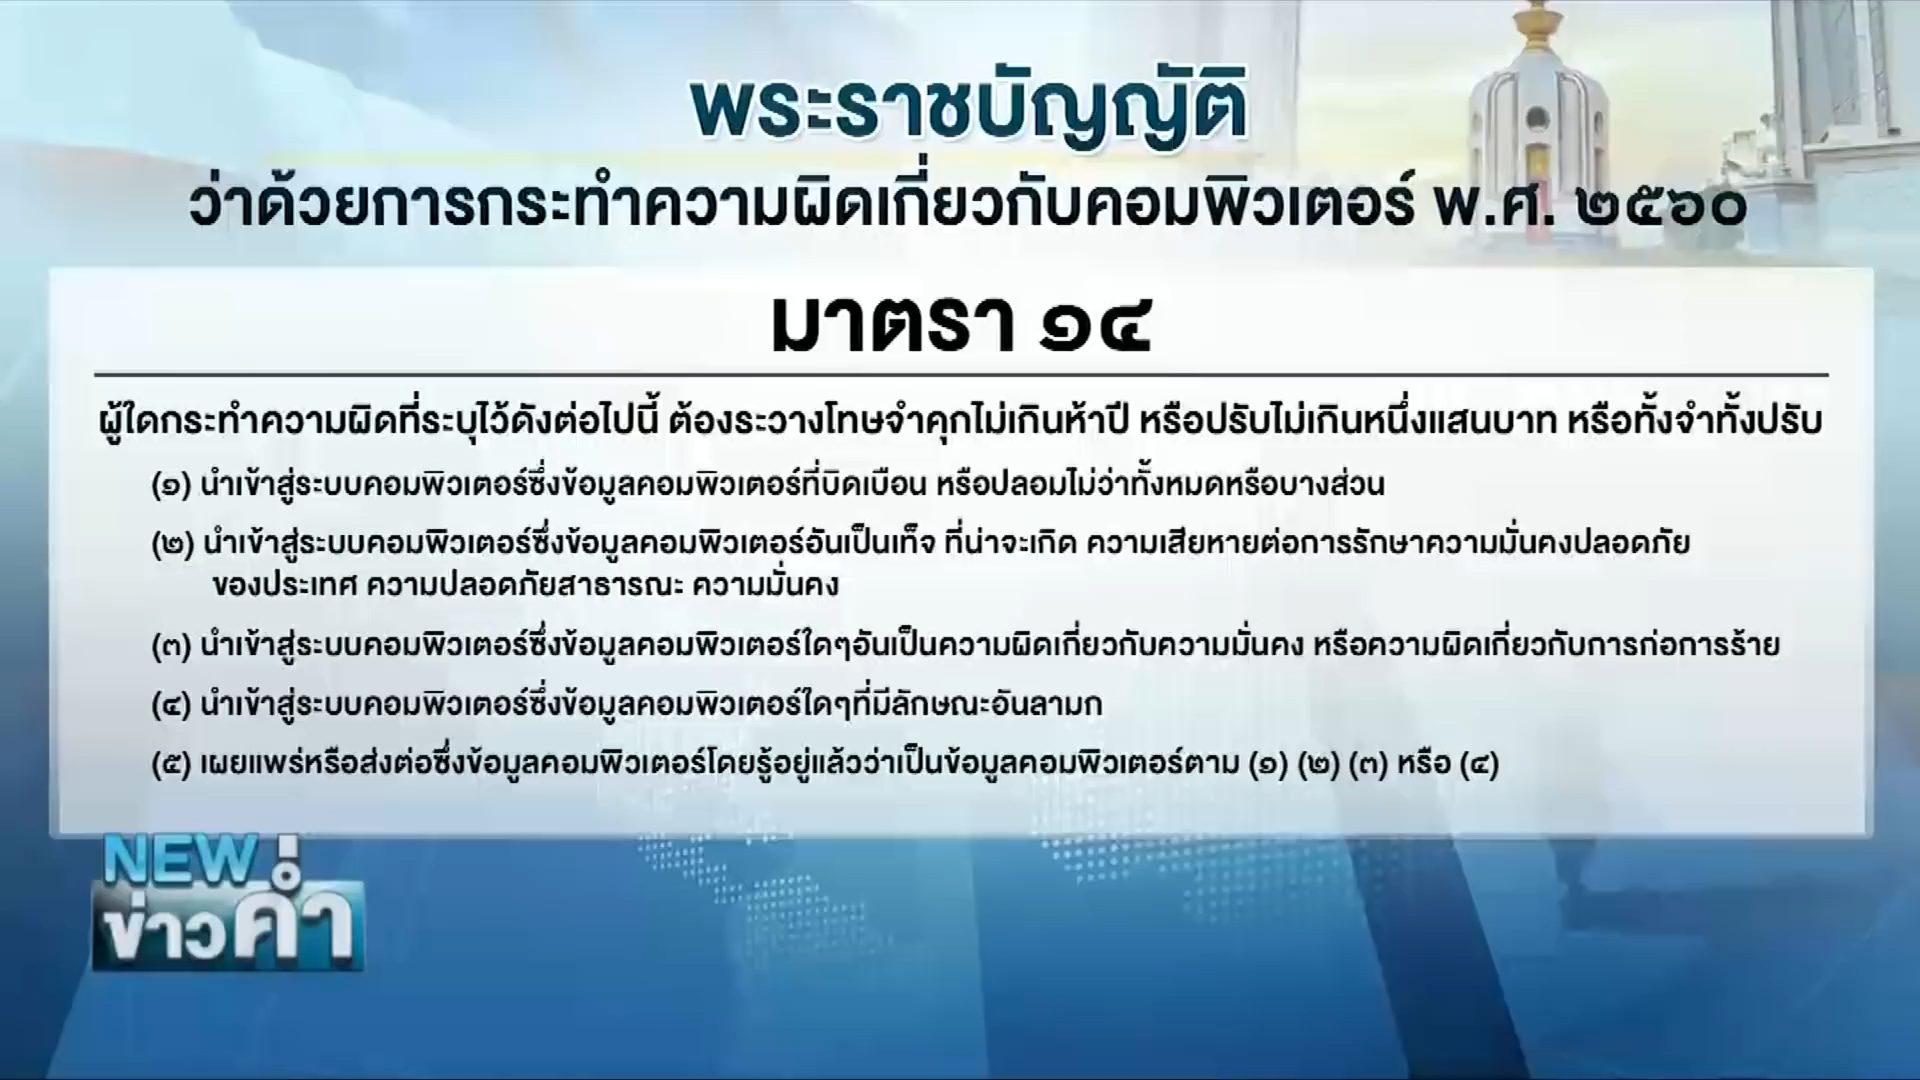 พระราชบัญญัติ
ว่าด้วยการกระทำความผิดเกี่ยวกับคอมพิวเตอร์ พ.ศ. ๒๕๖๐
มาตรา ๑๔
ผู้ใดกระทำความผิดที่ระบุไว้ดังต่อไปนี้ ต้องระวางโทษจำคุกไม่เกินห้าปี หรือปรับไม่เกินหนึ่งแสนบาท หรือทั้งจำทั้งปรับ
(๑) นำเข้าสู่ระบบคอมพิวเตอร์ซึ่งข้อมูลคอมพิวเตอร์ที่บิดเบือน หรือปลอมไม่ว่าทั้งหมดหรือบางส่วน
(๒) นำเข้าสู่ระบบคอมพิวเตอร์ซึ่งข้อมูลคอมพิวเตอร์อันเป็นเท็จ ที่น่าจะเกิด ความเสียหายต่อการรักษาความมั่นคงปลอดภัย
ของประเทศ ความปลอดภัยสาธารณะ ความมั่นคง
(๓) นำเข้าสู่ระบบคอมพิวเตอร์ซึ่งข้อมูลคอมพิวเตอร์ใดๆอันเป็นความผิดเกี่ยวกับความมั่นคง หรือความผิดเกี่ยวกับการก่อการร้าย
(๔) นำเข้าสู่ระบบคอมพิวเตอร์ซึ่งข้อมูลคอมพิวเตอร์ใดๆที่มีลักษณะอันลามก
(๕) เผยแพร่หรือส่งต่อซึ่งข้อมูลคอมพิวเตอร์โดยรู้อยู่แล้วว่าเป็นข้อมูลคอมพิวเตอร์ตาม (๑) (๒) (๓) หรือ (๔)
NEW
ข่าวค่ำ